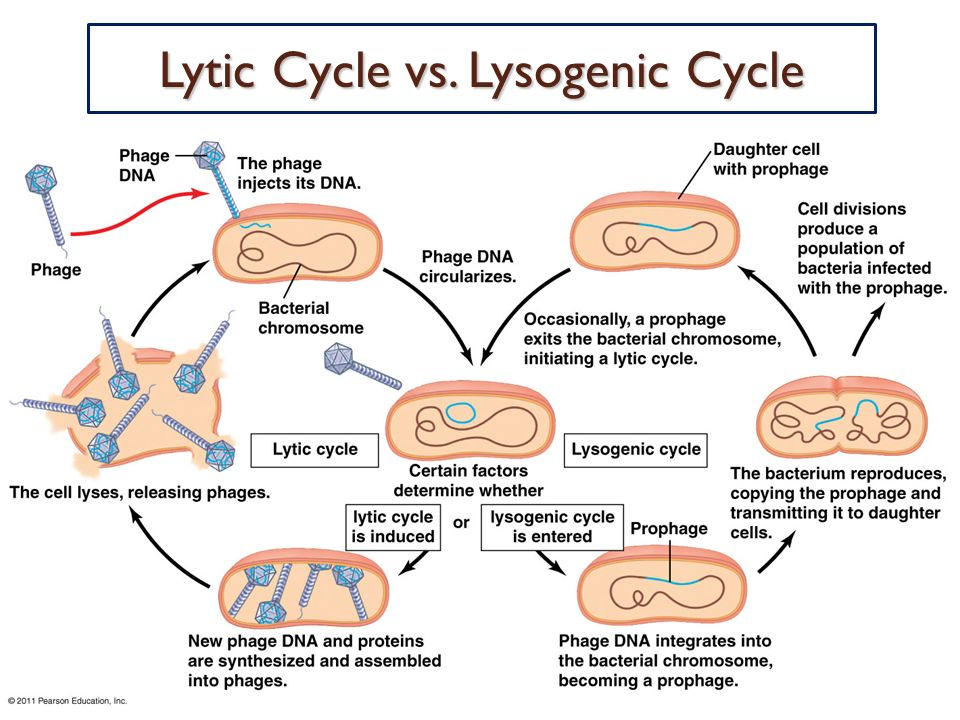 Lytic Cycle vs. Lysogenic Cycle
Phage
DNA
The phage
injects its DNA.
Phage
Bacterial
chromosome
Phage DNA
circularizes.
Daughter cell
with prophage
Cell divisions
produce a
population of
bacteria infected
with the prophage.
Occasionally, a prophage
exits the bacterial chromosome,
initiating a lytic cycle.
Lytic cycle
Lysogenic cycle
The cell lyses, releasing phages.
Certain factors
determine whether
lytic cycle
is induced
or
lysogenic cycle
is entered
Prophage
The bacterium reproduces,
copying the prophage and
transmitting it to daughter
cells.
New phage DNA and proteins
are synthesized and assembled
into phages.
Phage DNA integrates into
the bacterial chromosome,
becoming a prophage.
© 2011 Pearson Education, Inc.